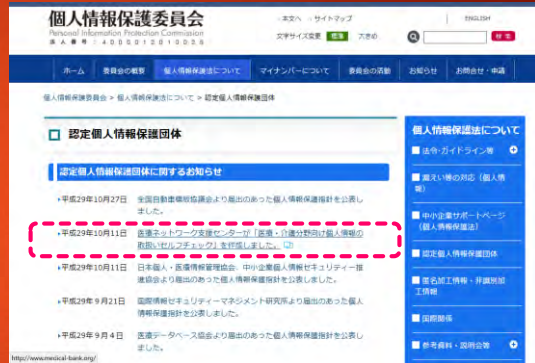 個人情報保護委員会
Personal Information Protection Commission
本文へ サイトマップ
ENGLISH
文字サイズ変更 標準 大きめ
検索
ホーム 委員会の概要 個人情報保護法について マイナンバーについて 委員会の活動 お知らせ お問合せ・申請
個人情報保護委員会 > 個人情報保護法について > 認定個人情報保護団体
認定個人情報保護団体
認定個人情報保護団体に関するお知らせ
平成29年10月27日 全国自動車標板協議会より届出のあった個人情報保護指針を公表し
ました。
平成29年10月11日 医療ネットワーク支援センターが「医療・介護分野向け個人情報の
取扱いセルフチェック」を作成しました。
平成29年10月11日 日本個人・医療情報管理協会、中小企業個人情報セキュリティー推
進協会より届出のあった個人情報保護指針を公表しました。
平成29年9月21日 国際情報セキュリティーマネジメント研究所より届出のあった個人
情報保護指針を公表しました。
平成29年9月4日 医療データベース協会より届出のあった個人情報保護指針を公表し
ました。
個人情報保護法について
法令・ガイドライン等
漏えい等の対応（個人情
報）
中小企業サポートページ
（個人情報保護法）
認定個人情報保護団体
匿名加工情報・非識別加
工情報
国際関係
参考資料・説明会等
http://www.medical-bank.org/